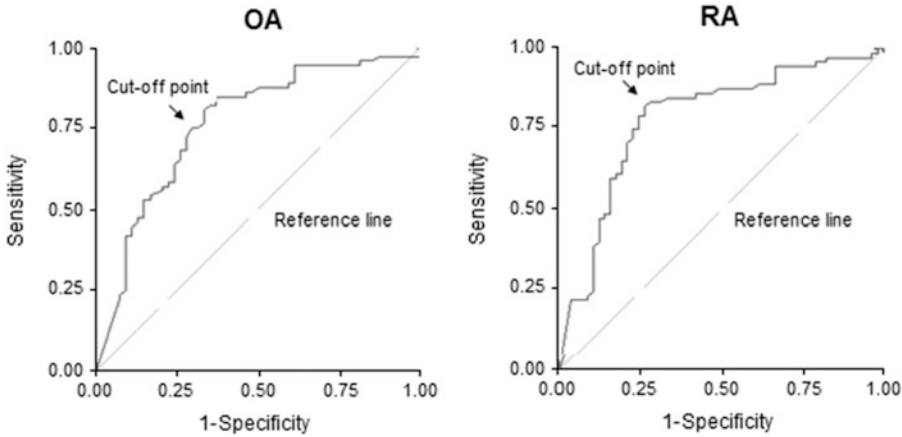 OA
1.00
Cut-off point
0.75
Sensitivity
0.50
Reference line
0.25
0.00
0.00 0.25 0.50 0.75 1.00
1-Specificity
RA
1.00
Cut-off point
0.75
Sensitivity
0.50
Reference line
0.25
0.00
0.00 0.25 0.50 0.75 1.00
1-Specificity